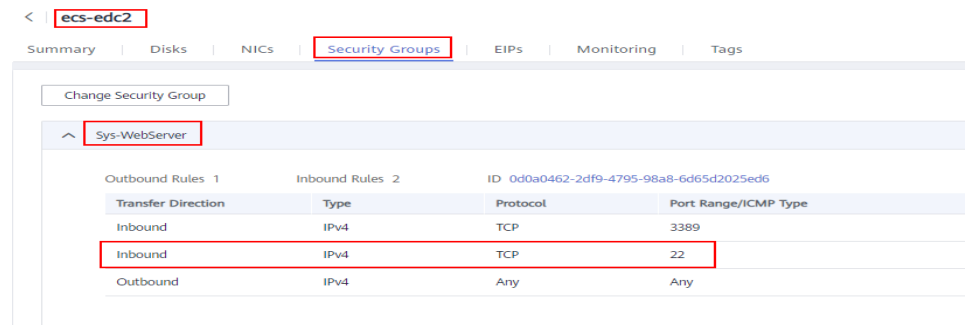 ecs-edc2
Summary Disks NICs Security Groups EIPs Monitoring Tags
Change Security Group
Sys-WebServer
Outbound Rules 1 Inbound Rules 2 ID 0d0a0462-2df9-4795-98a8-6d65d2025ed6
Transfer Direction Type Protocol Port Range/ICMP Type
Inbound IPv4 TCP 3389
Inbound IPv4 TCP 22
Outbound IPv4 Any Any